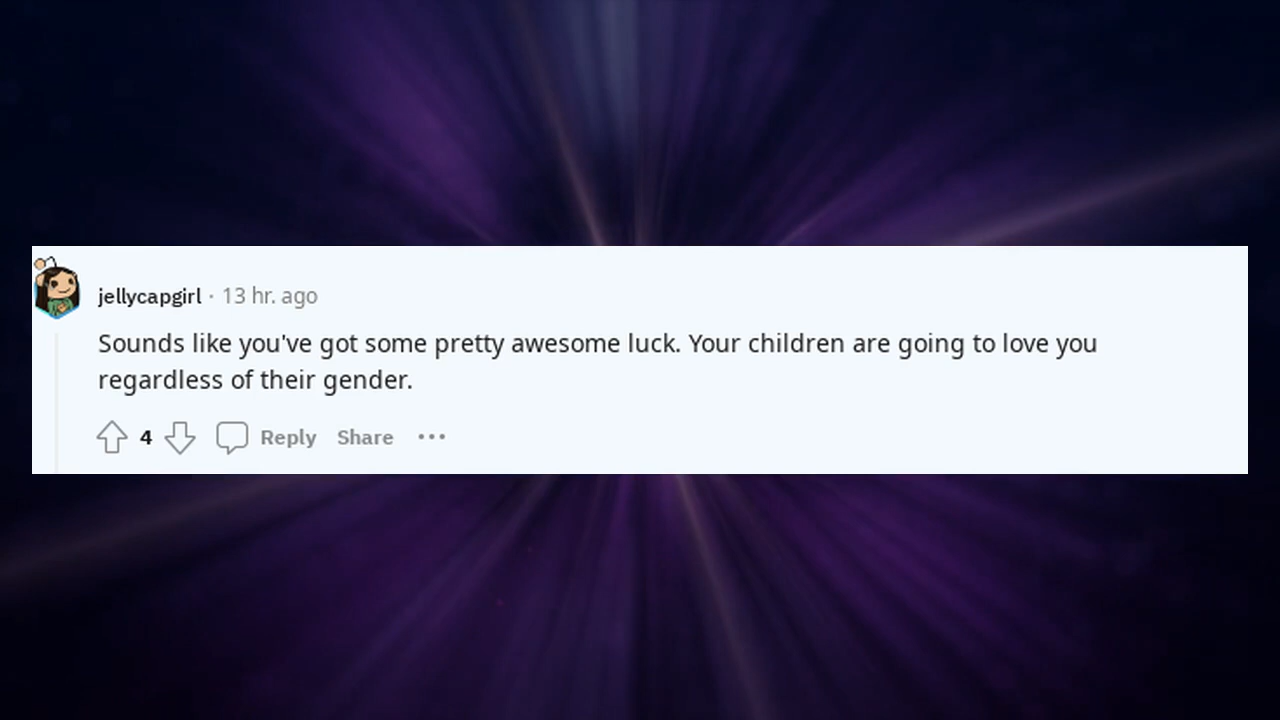 jellycapgirl · 13 hr. ago
Sounds like you've got some pretty awesome luck. Your children are going to love you
regardless of their gender.
4 Reply Share •••